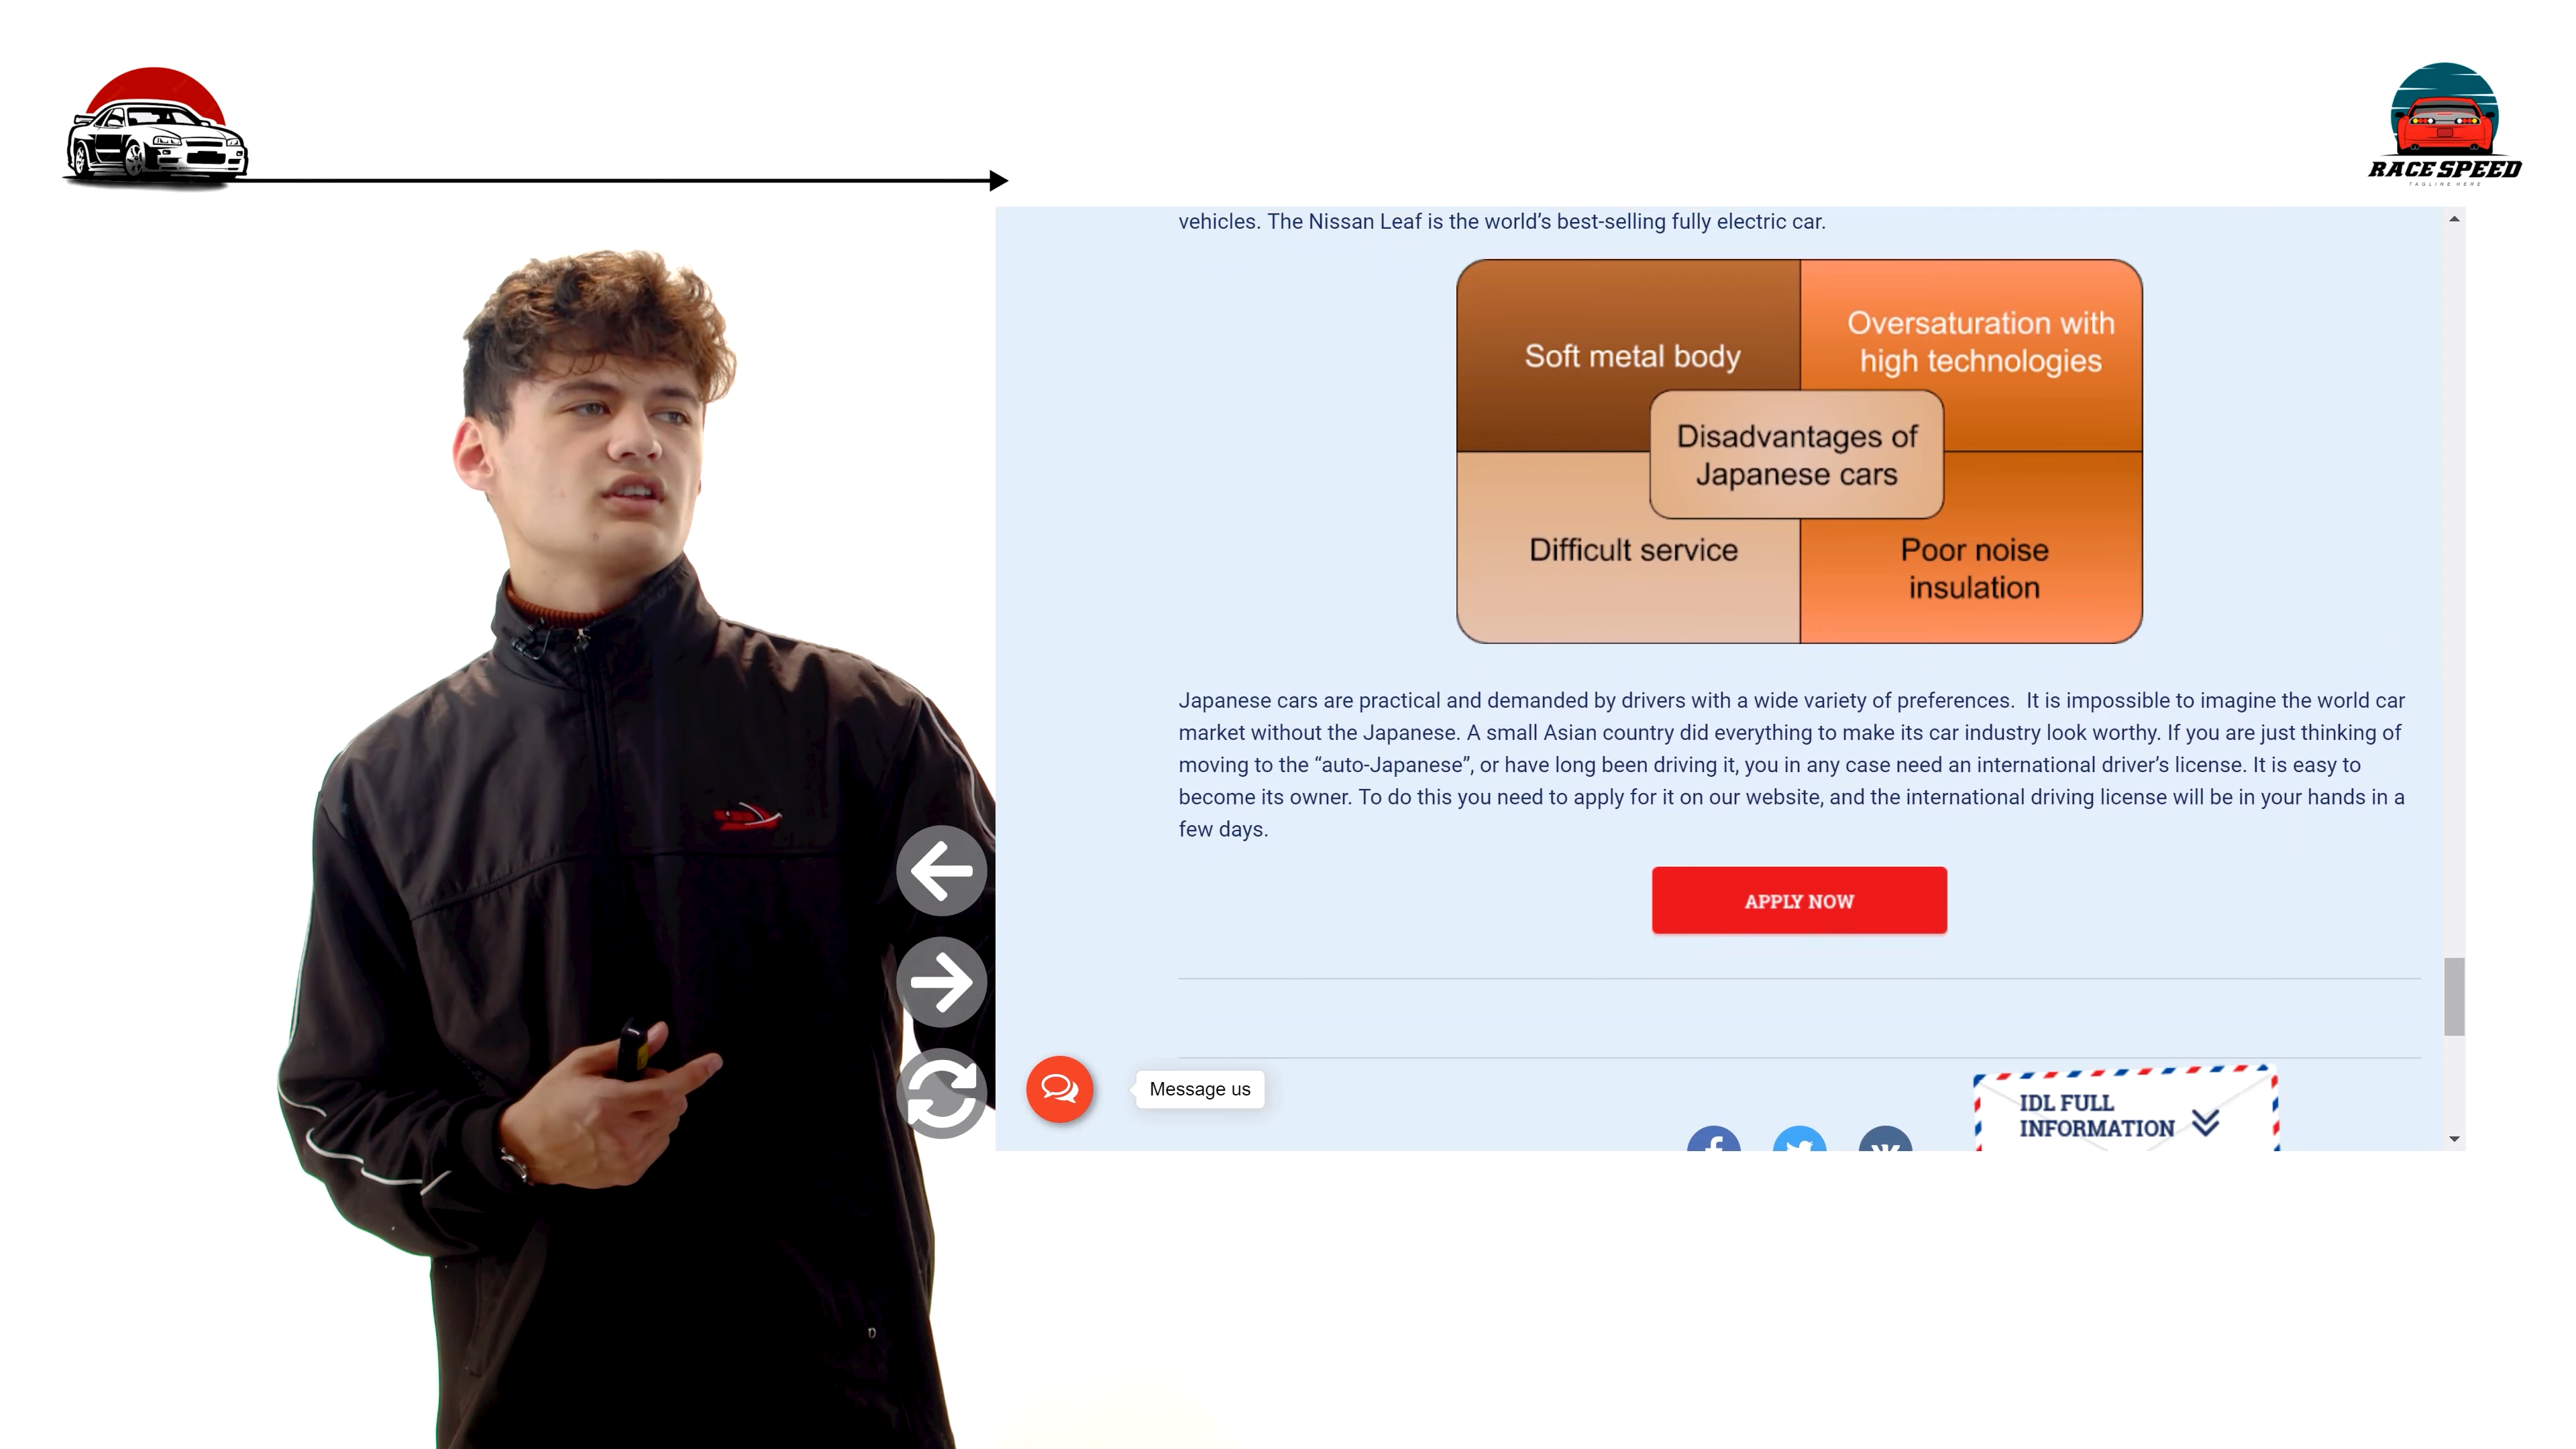 RACE SPEED
TAGLINE HERE
vehicles. The Nissan Leaf is the world’s best-selling fully electric car.
Soft metal body
Oversaturation with
high technologies
Disadvantages of
Japanese cars
Difficult service
Poor noise
insulation
Japanese cars are practical and demanded by drivers with a wide variety of preferences.  It is impossible to imagine the world car
market without the Japanese. A small Asian country did everything to make its car industry look worthy. If you are just thinking of
moving to the “auto-Japanese”, or have long been driving it, you in any case need an international driver’s license. It is easy to
become its owner. To do this you need to apply for it on our website, and the international driving license will be in your hands in a
few days.
APPLY NOW
Message us
IDL FULL
INFORMATION